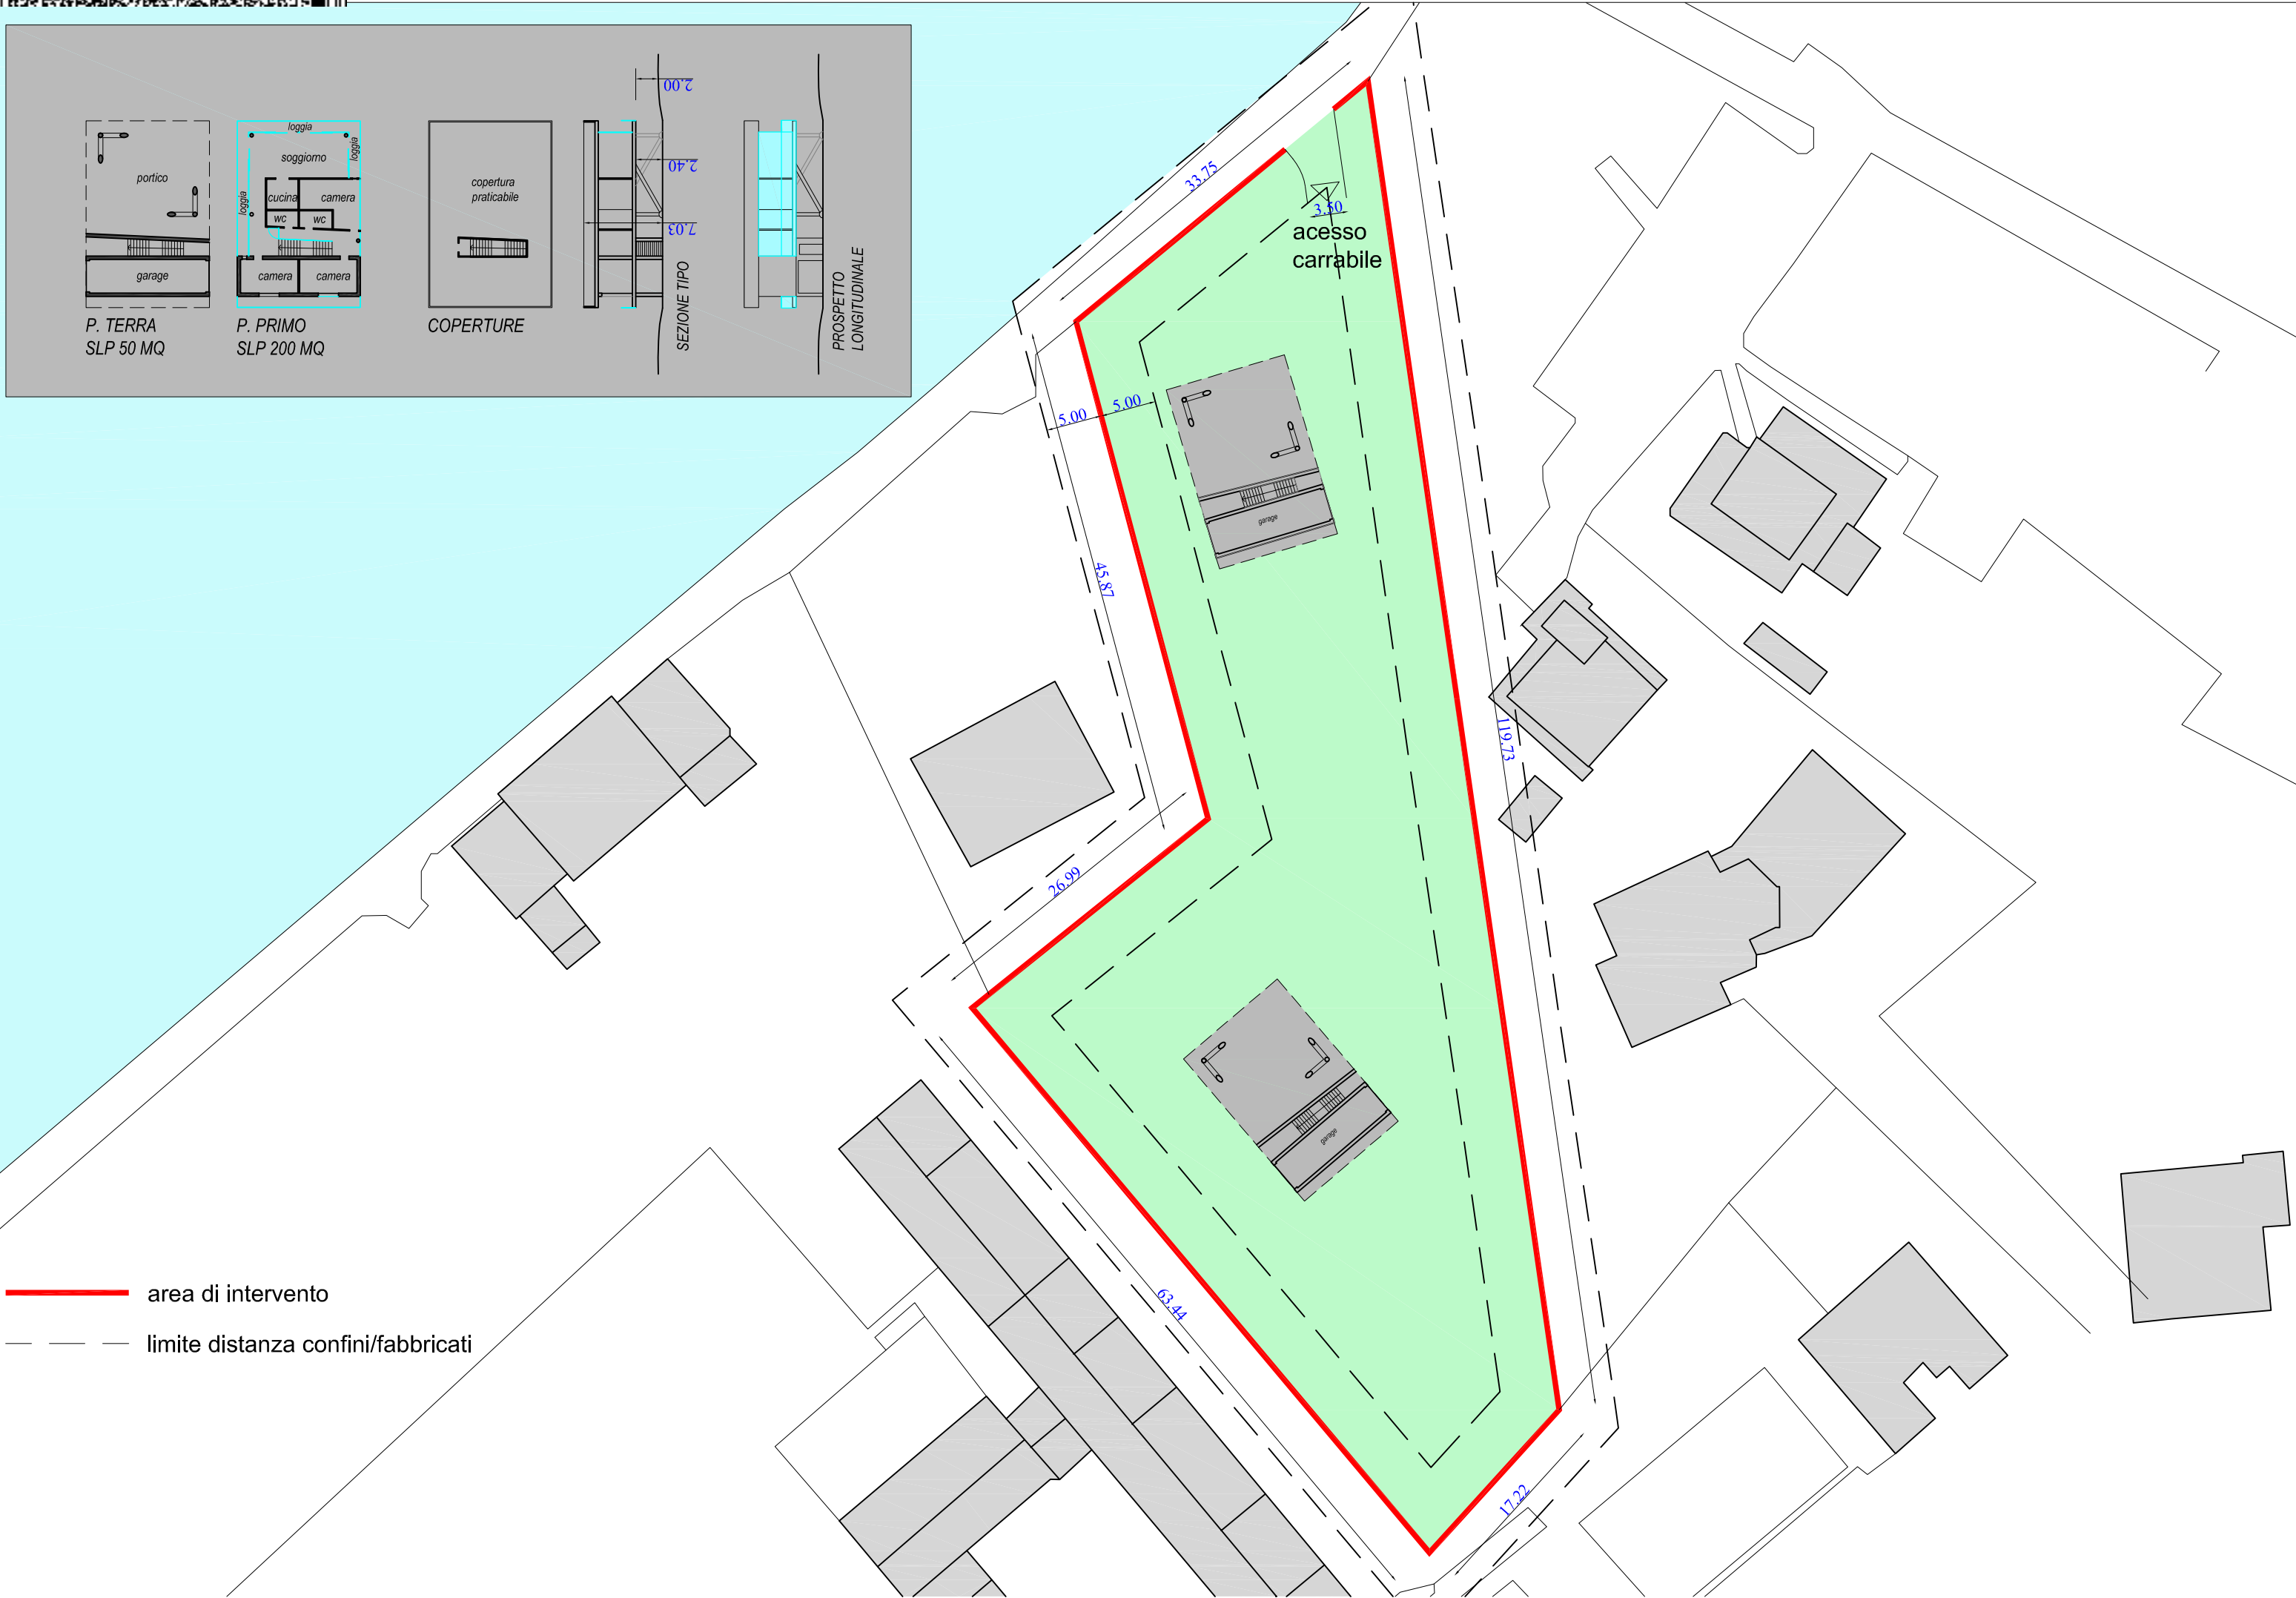 loggia
soggiorno
loggia
portico
loggia
cucina
camera
wc
wc
garage
camera
camera
P. TERRA
SLP 50 MQ
P. PRIMO
SLP 200 MQ
copertura
praticabile
COPERTURE
2.00
2.40
7.03
SEZIONE TIPO
PROSPETTO
LONGITUDINALE
33.75
3.50
acesso
carrabile
5.00
5.00
garage
45.87
119.73
26.99
garage
63.44
17.22
area di intervento
limite distanza confini/fabbricati